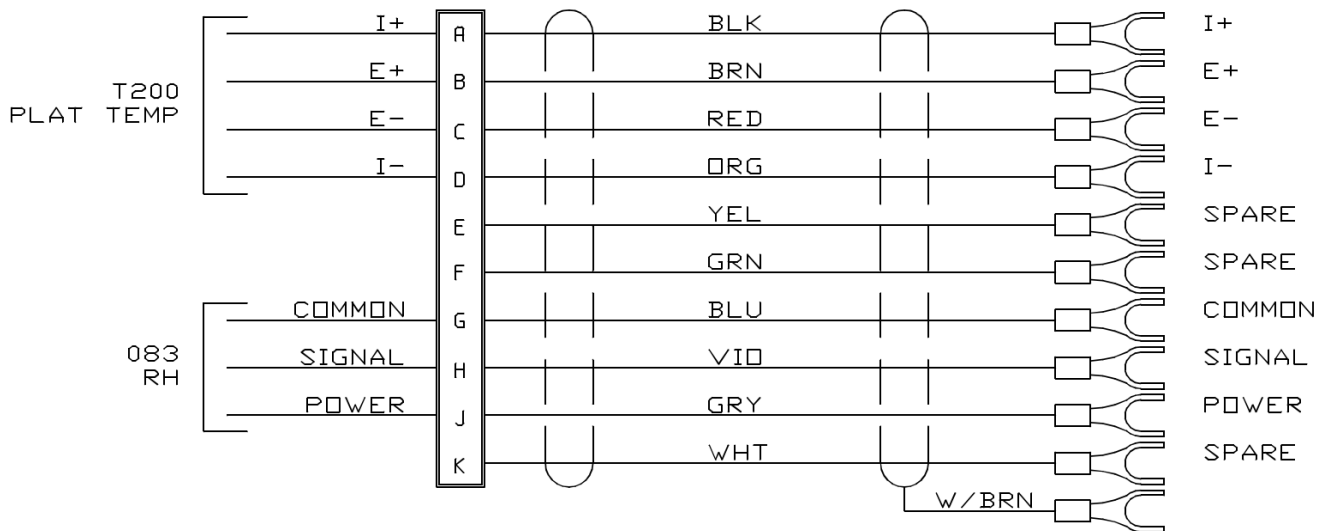 I+ A BLK I+
E+ B BRN E+
T200
PLAT TEMP
E- C RED E-
I- D ORG I-
E YEL SPARE
F GRN SPARE
COMMON G BLU COMMON
083
RH
SIGNAL H VIO SIGNAL
POWER J GRY POWER
K WHT SPARE
W/BRN